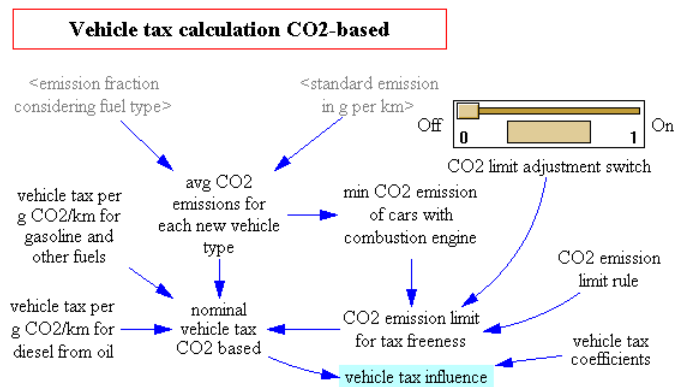 Vehicle tax calculation CO2-based
<emission fraction
considering fuel type>
<standard emission
in g per km>
Off
0
1
On
CO2 limit adjustment switch
vehicle tax per
g CO2/km for
gasoline and
other fuels
avg CO2
emissions for
each new vehicle
type
min CO2 emission
of cars with
combustion engine
CO2 emission
limit rule
vehicle tax per
g CO2/km for
diesel from oil
nominal
vehicle tax
CO2 based
CO2 emission limit
for tax freeness
vehicle tax
coefficients
vehicle tax influence